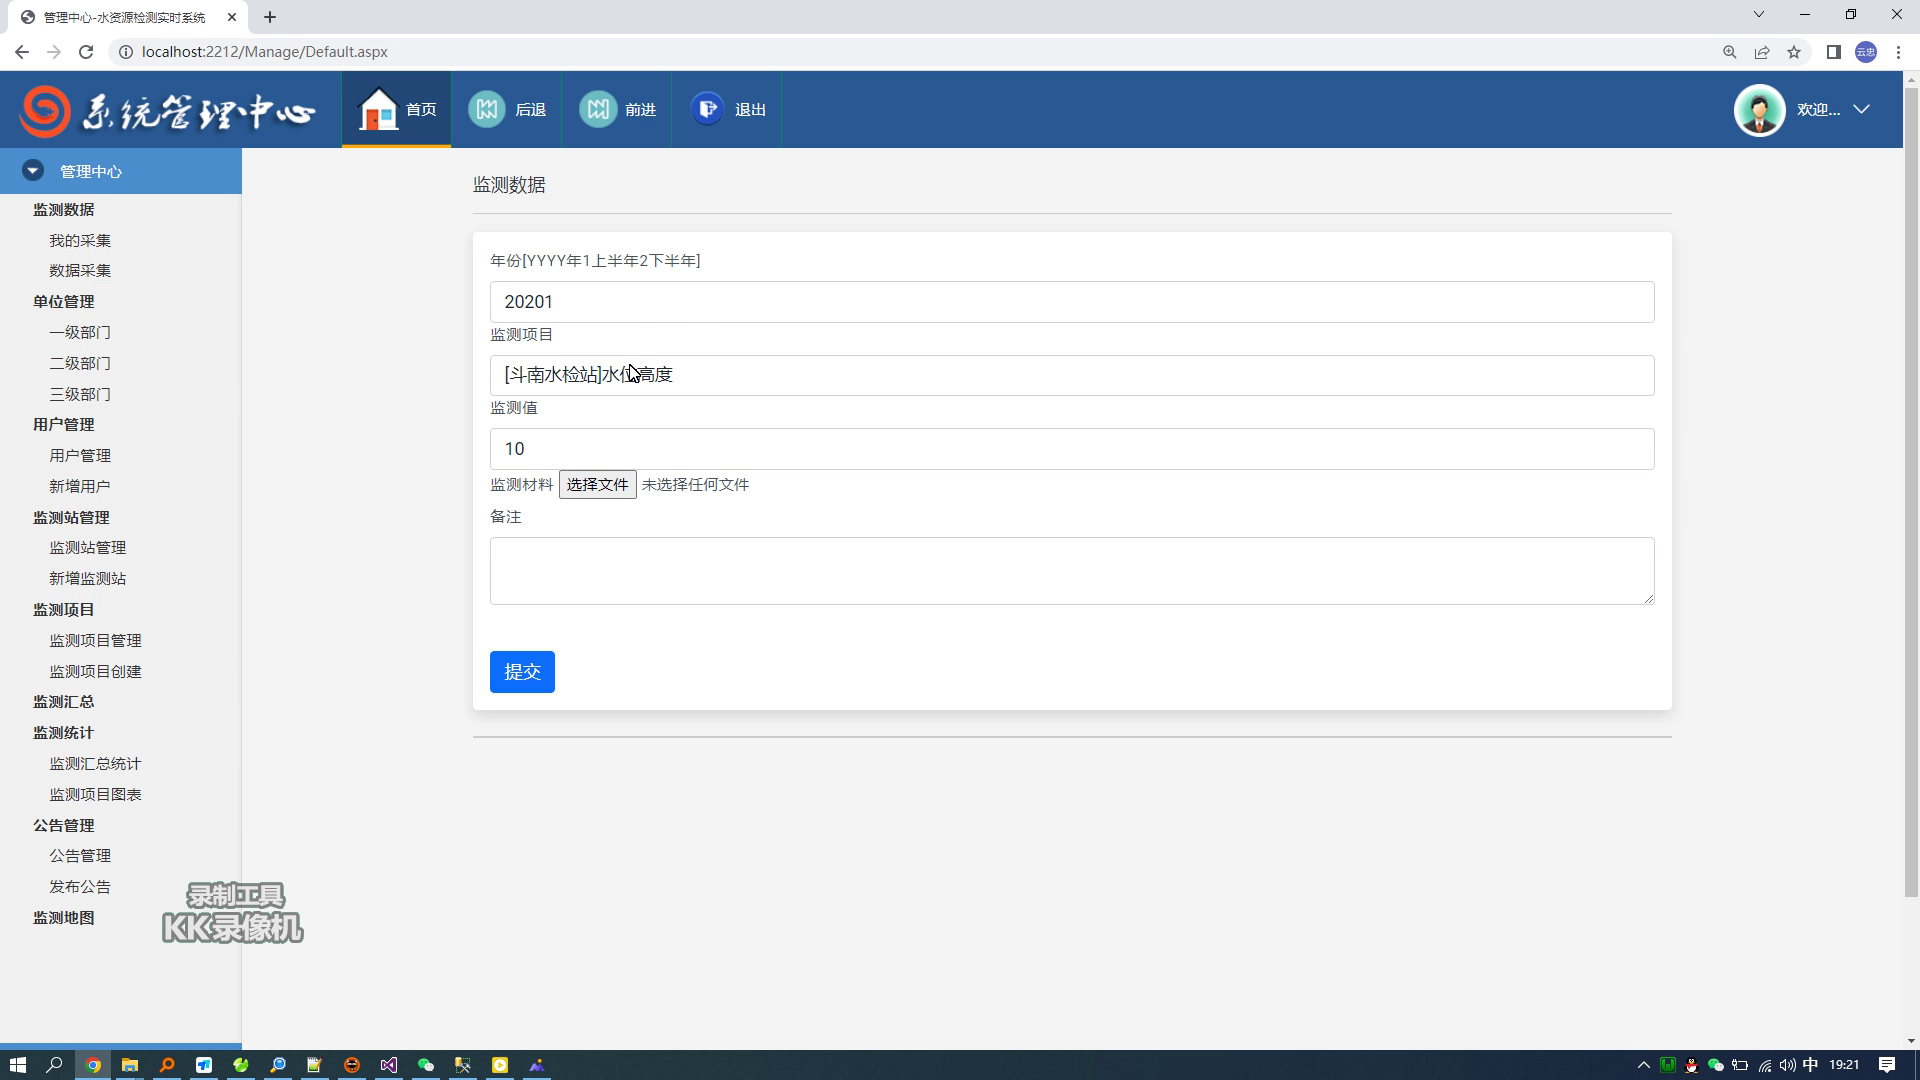 管理中心-水资源检测实时系统
localhost:2212/Manage/Default.aspx
云忠
系统管理中心
首页
后退
前进
退出
欢迎...
管理中心
监测数据
我的采集
数据采集
单位管理
一级部门
二级部门
三级部门
用户管理
用户管理
新增用户
监测站管理
监测站管理
新增监测站
监测项目
监测项目管理
监测项目创建
监测汇总
监测统计
监测汇总统计
监测项目图表
公告管理
公告管理
发布公告
监测地图
监测数据
年份[YYYY年1上半年2下半年]
20201
监测项目
[斗南水检站]水位高度
监测值
10
监测材料 选择文件 未选择任何文件
备注
提交
录制工具
KK录像机
中 19:21